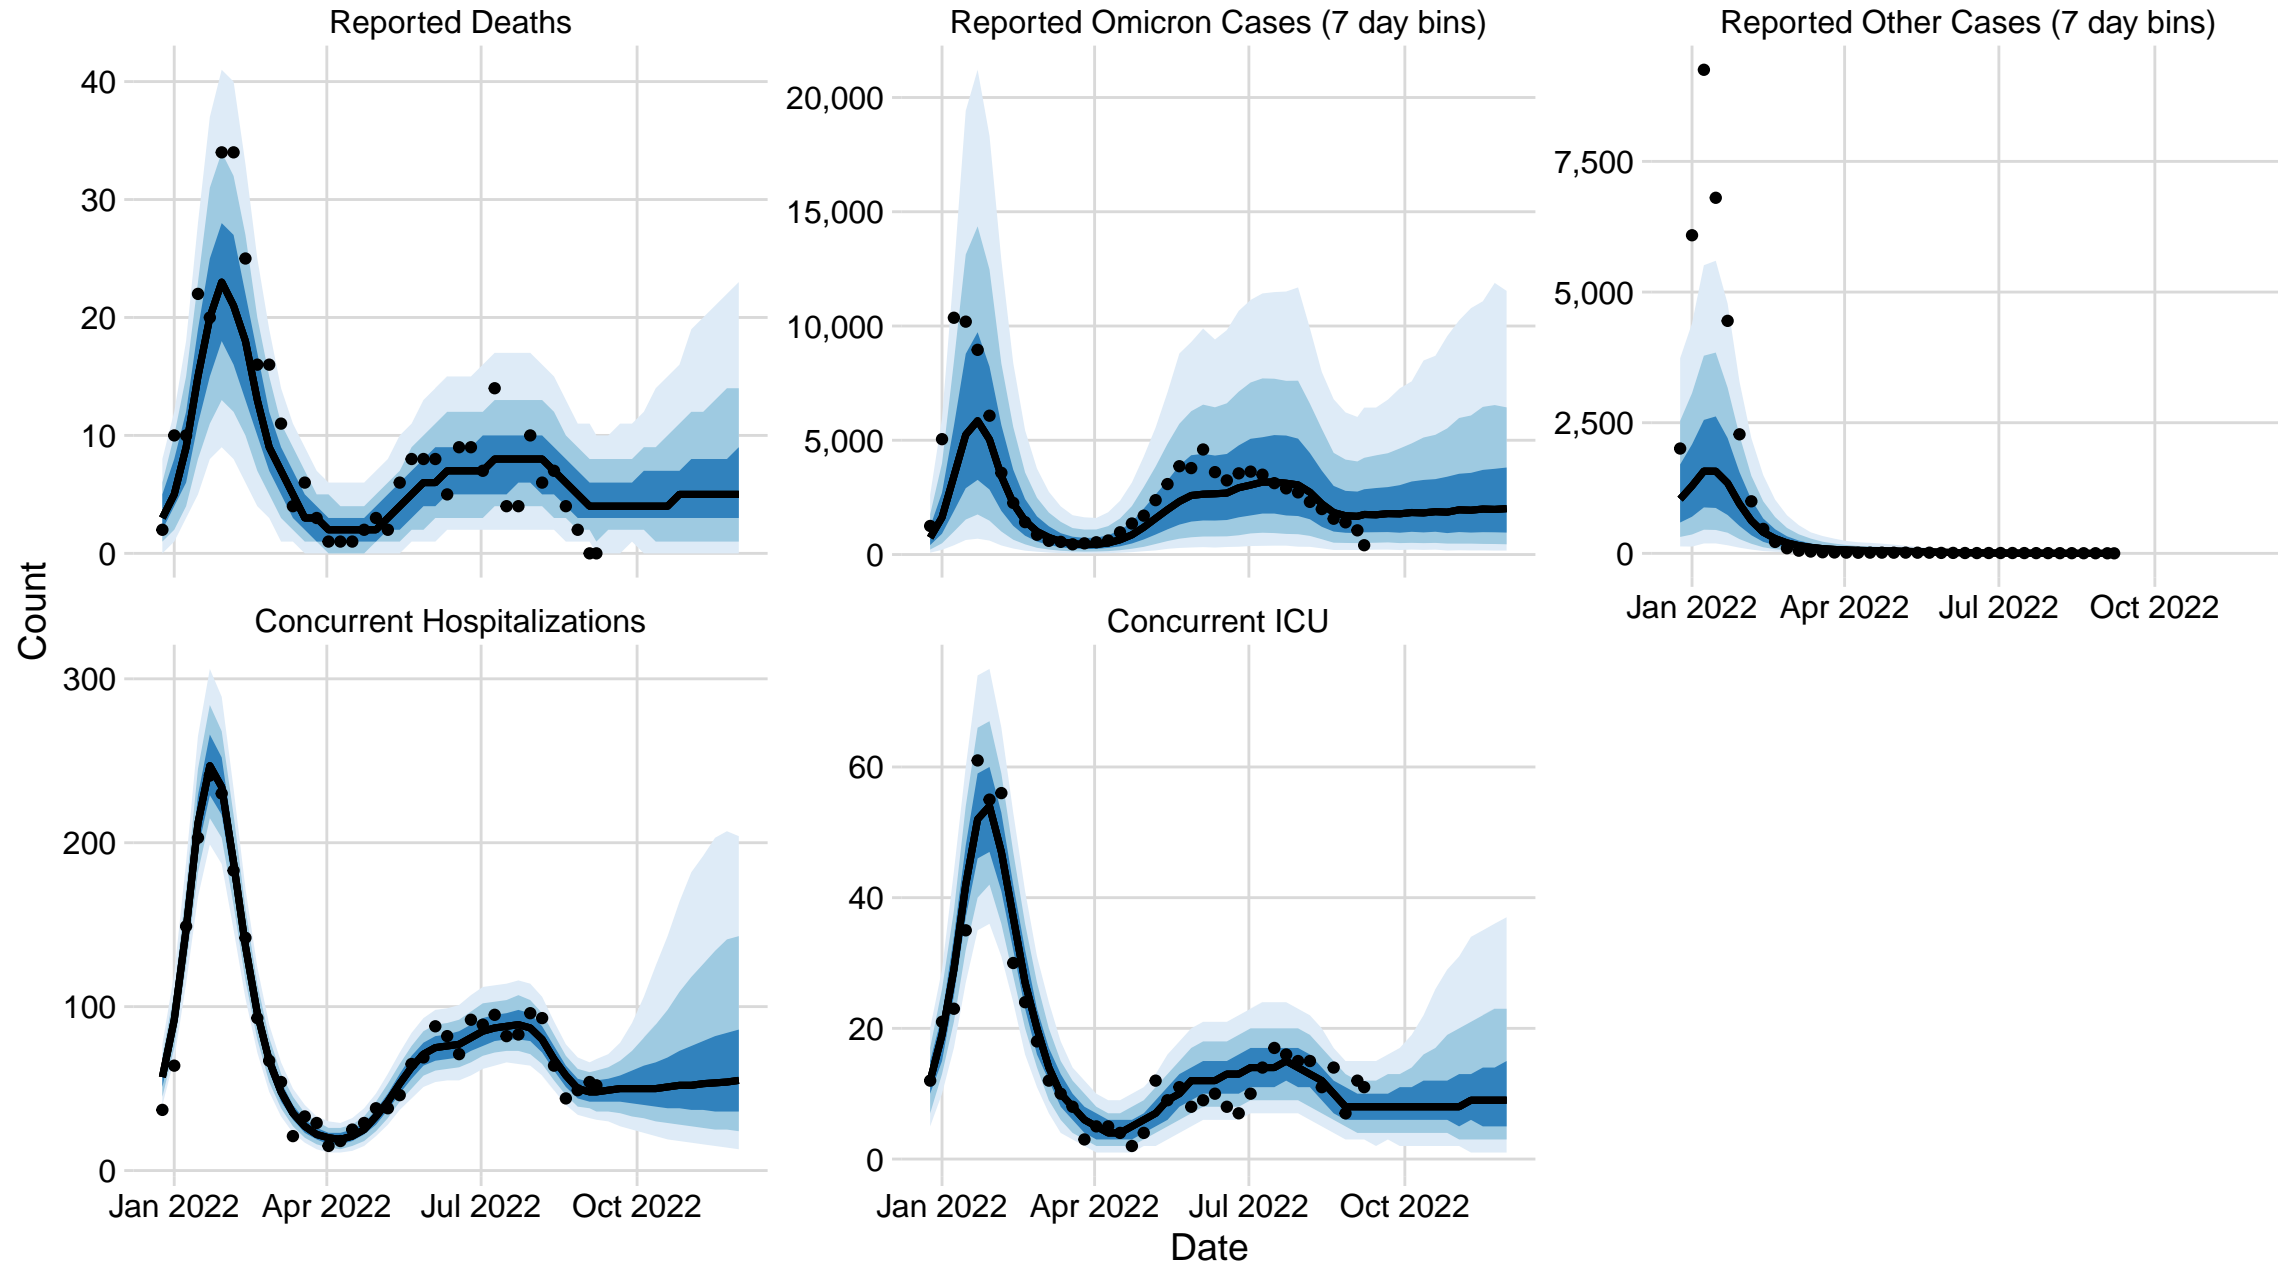 Reported Deaths
Reported Omicron Cases (7 day bins)
Reported Other Cases (7 day bins)
40
30
20
10
0
20,000
15,000
10,000
5,000
0
7,500
5,000
2,500
0
Jan 2022 Apr 2022 Jul 2022 Oct 2022
Count
Concurrent Hospitalizations
Concurrent ICU
300
200
100
0
60
40
20
0
Jan 2022 Apr 2022 Jul 2022 Oct 2022
Jan 2022 Apr 2022 Jul 2022 Oct 2022
Date